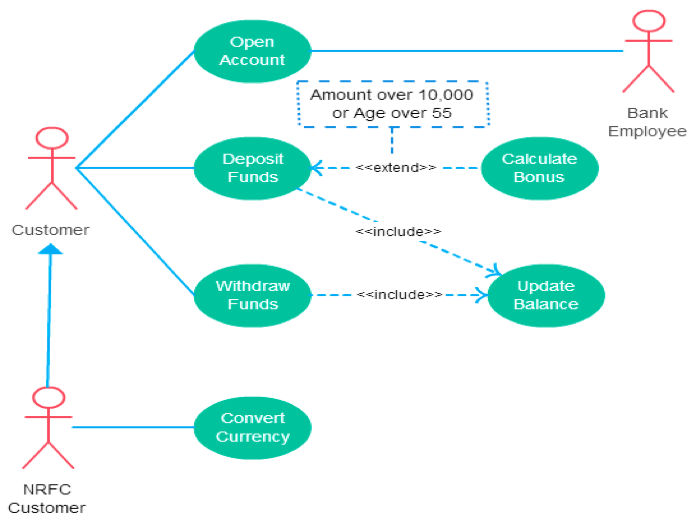 Open
Account
Bank
Employee
Amount over 10,000
or Age over 55
Deposit
Funds
<<extend>>
Calculate
Bonus
Customer
<<include>>
Withdraw
Funds
<<include>>
Update
Balance
Convert
Currency
NRFC
Customer